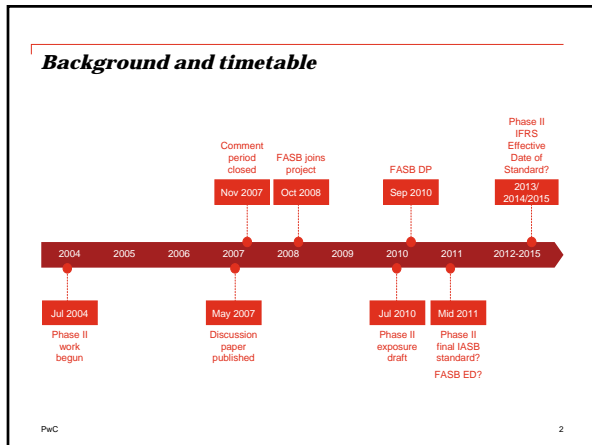 Background and timetable
Comment
period
closed
Nov 2007
FASB joins
project
Oct 2008
FASB DP
Sep 2010
Phase II
IFRS
Effective
Date of
Standard?
2013/
2014/2015
2004 2005 2006 2007 2008 2009 2010 2011 2012-2015
Jul 2004
Phase II
work
begun
May 2007
Discussion
paper
published
Jul 2010
Phase II
exposure
draft
Mid 2011
Phase II
final IASB
standard?
FASB ED?
PwC 2